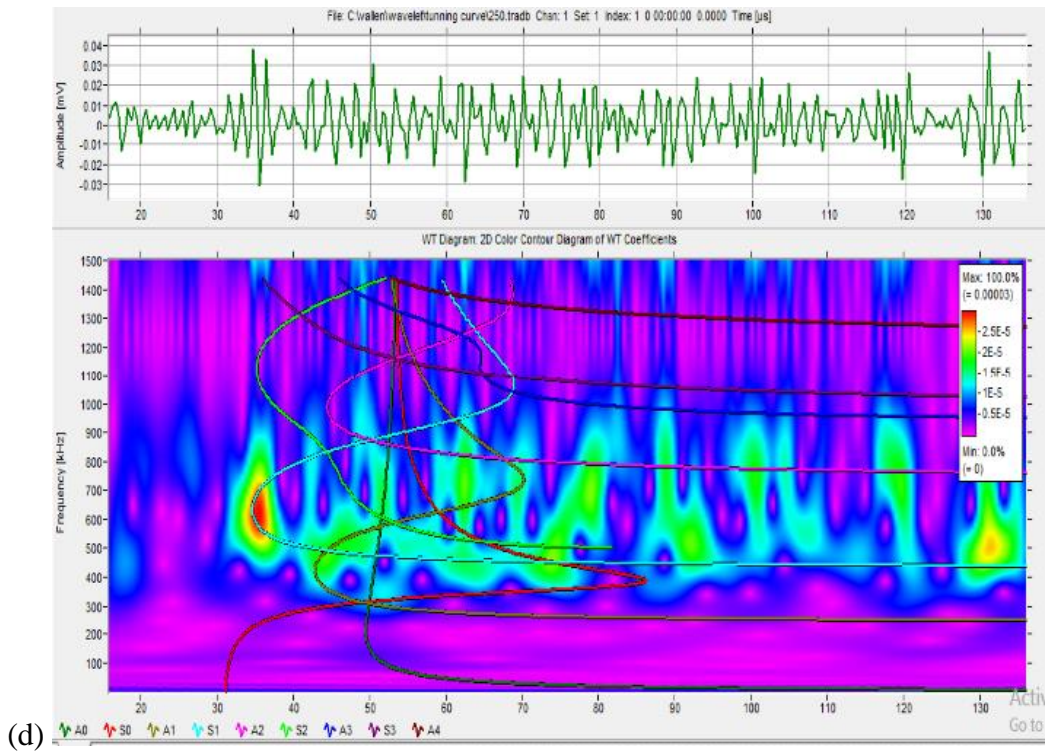 File: C:\wallen\waveleft\tunning curve\250.tradb Chan: 1 Set: 1 Index: 1 0 00:00:00 0.0000 Time [µs]
Amplitude [mV]
0.04
0.03
0.02
0.01
0
-0.01
-0.02
-0.03
20 30 40 50 60 70 80 90 100 110 120 130
WT Diagram: 2D Color Contour Diagram of WT Coefficients
Frequency [kHz]
1500
1400
1300
1200
1100
1000
900
800
700
600
500
400
300
200
100
Max: 100.0%
(= 0.00003)
2.5E-5
2E-5
1.5E-5
1E-5
0.5E-5
Min: 0.0%
(= 0)
20 30 40 50 60 70 80 90 100 110 120 130
Activ
Go to
(d) A0 S0 A1 S1 A2 S2 A3 S3 A4